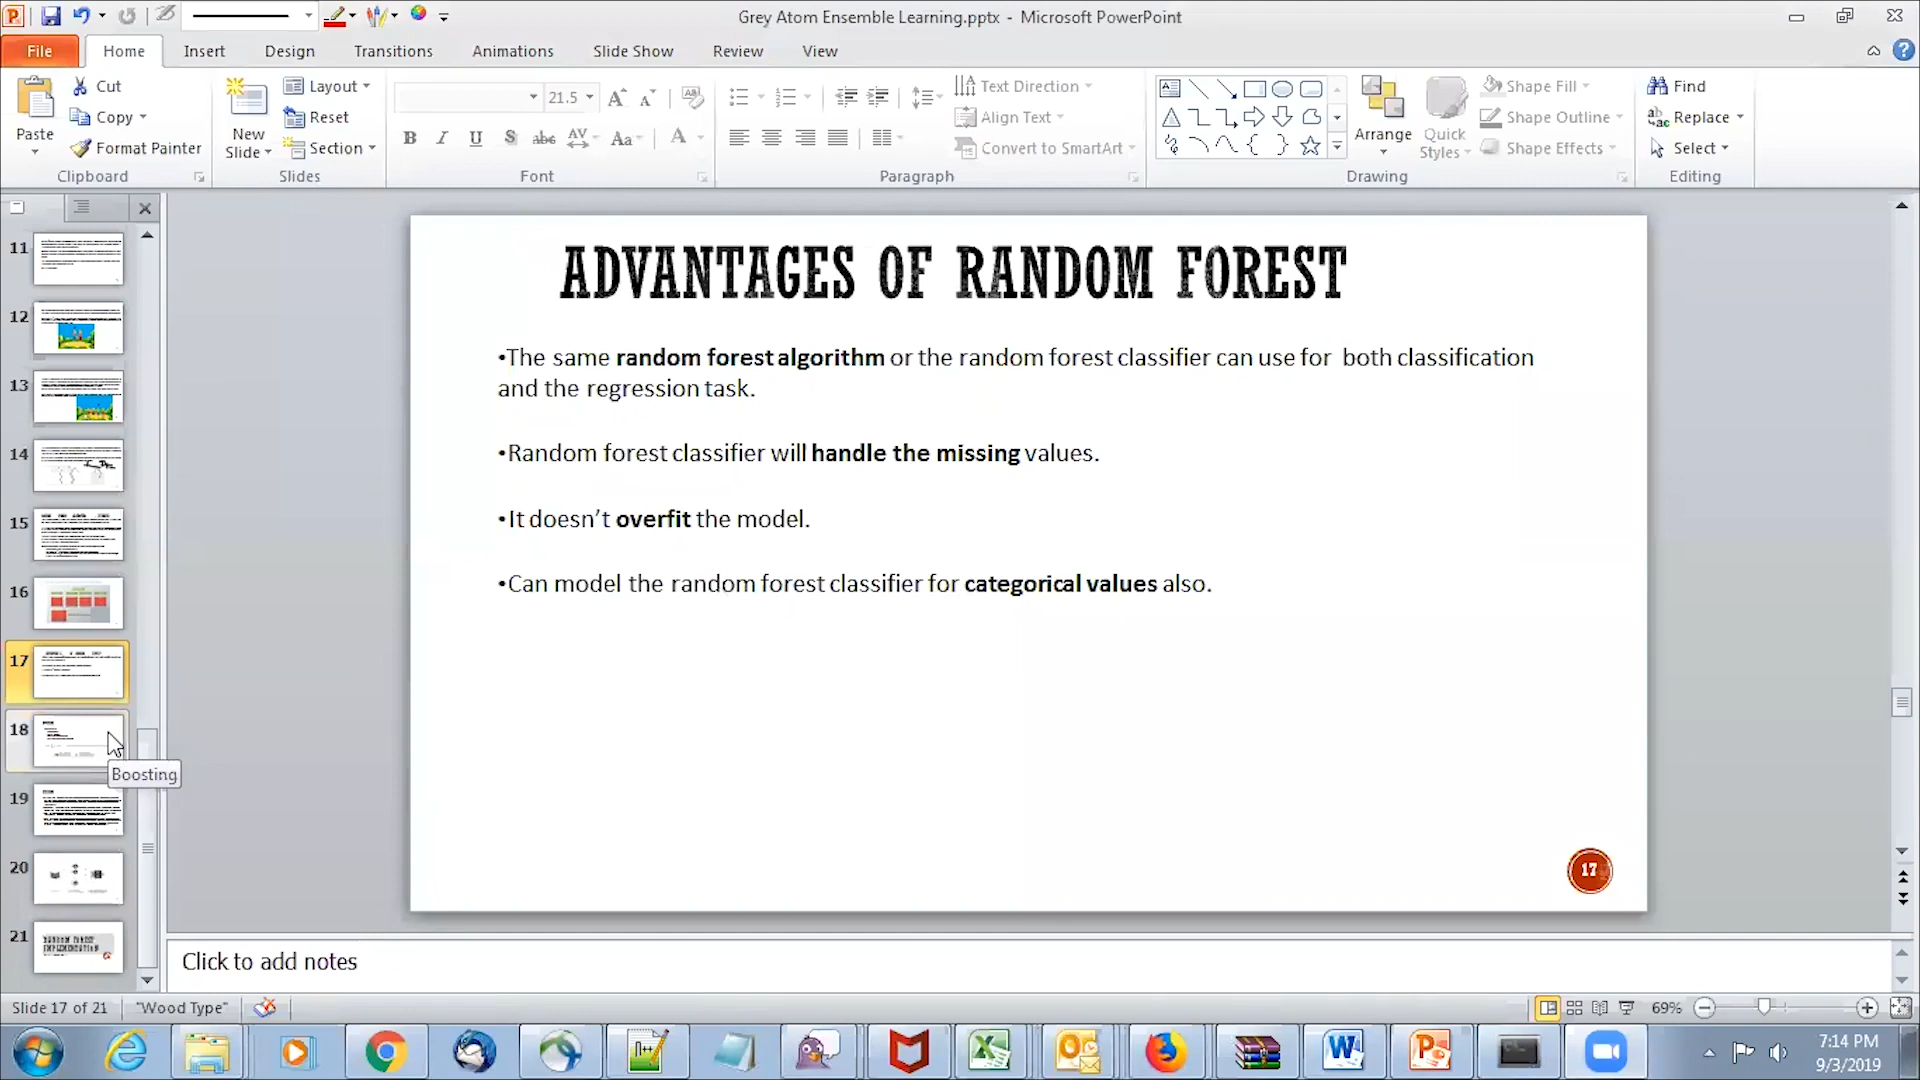 Grey Atom Ensemble Learning.pptx - Microsoft PowerPoint
File Home Insert Design Transitions Animations Slide Show Review View
Paste
Cut
Copy
Format Painter
Clipboard
New Slide
Layout
Reset
Section
Slides
21.5
Font
Text Direction
Align Text
Convert to SmartArt
Paragraph
Arrange
Quick Styles
Shape Fill
Shape Outline
Shape Effects
Drawing
Find
Replace
Select
Editing
11
12
13
14
15
16
17
18
Boosting
19
20
21
RANDOM FOREST
IMPLEMENTATION
ADVANTAGES OF RANDOM FOREST
•The same random forest algorithm or the random forest classifier can use for both classification
and the regression task.
•Random forest classifier will handle the missing values.
•It doesn't overfit the model.
•Can model the random forest classifier for categorical values also.
17
Click to add notes
Slide 17 of 21 "Wood Type" 69%
7:14 PM
9/3/2019